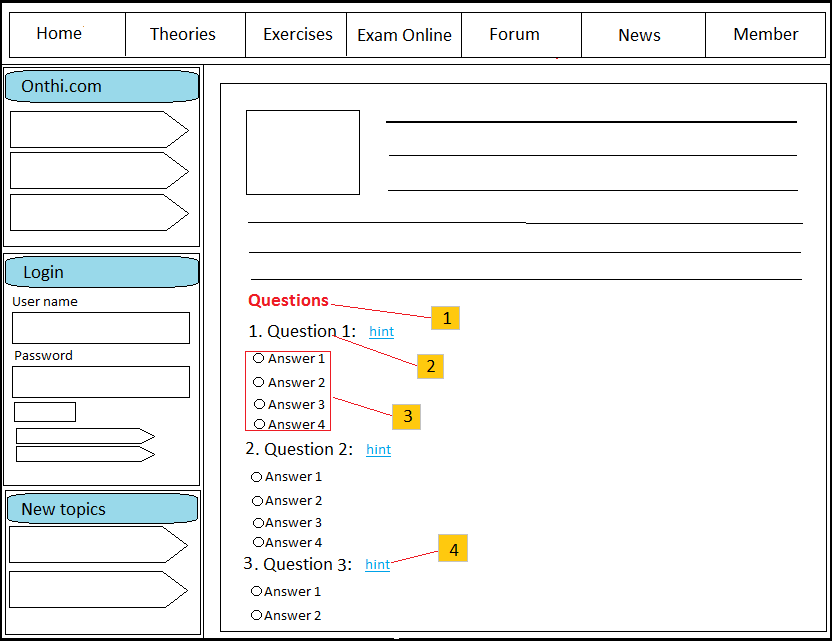 Home Theories Exercises Exam Online Forum News Member
Onthi.com
Login
User name
Password
New topics
Questions
1
1. Question 1: hint
2
Answer 1
Answer 2
Answer 3
3
Answer 4
2. Question 2: hint
Answer 1
Answer 2
Answer 3
Answer 4
4
3. Question 3: hint
Answer 1
Answer 2